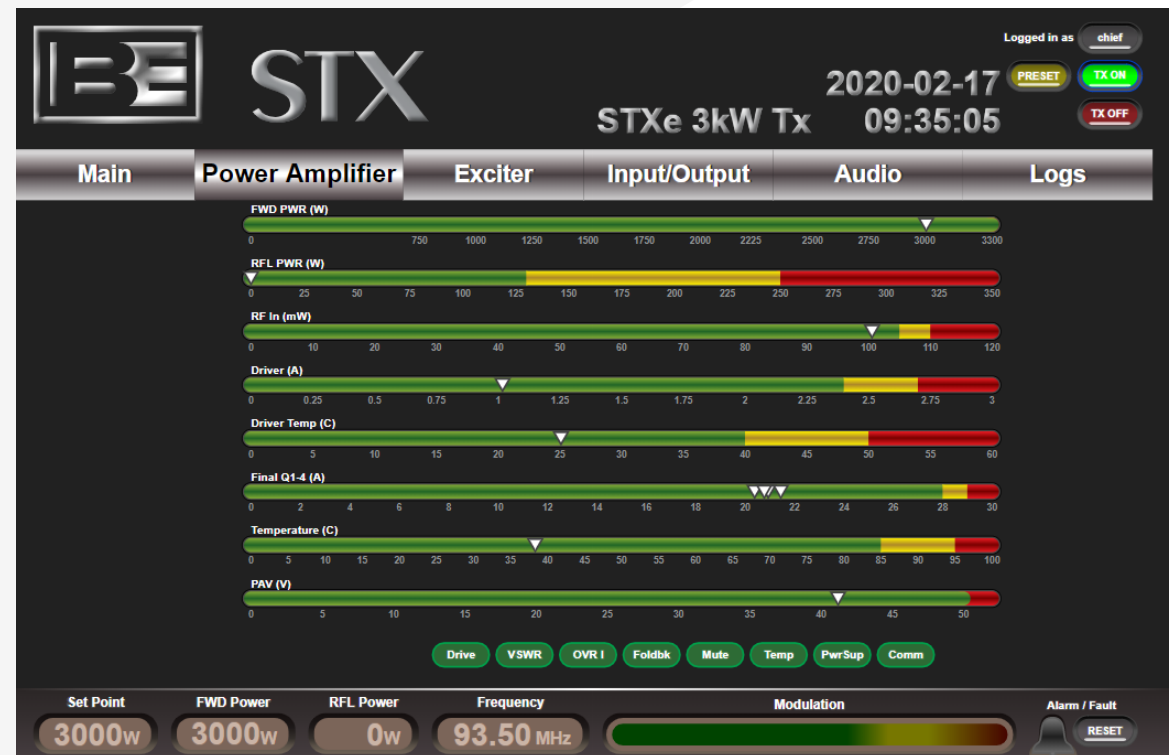 BE STX
Logged in as chief
2020-02-17 PRESET TX ON
STXe 3kW Tx 09:35:05 TX OFF
Main Power Amplifier Exciter Input/Output Audio Logs
FWD PWR (W)
0 750 1000 1250 1500 1750 2000 2225 2500 2750 3000 3300
RFL PWR (W)
0 25 50 75 100 125 150 175 200 225 250 275 300 325 350
RF In (mW)
0 10 20 30 40 50 60 70 80 90 100 110 120
Driver (A)
0 0.25 0.5 0.75 1 1.25 1.5 1.75 2 2.25 2.5 2.75 3
Driver Temp (C)
0 5 10 15 20 25 30 35 40 45 50 55 60
Final Q1-4 (A)
0 2 4 6 8 10 12 14 16 18 20 22 24 26 28 30
Temperature (C)
0 5 10 15 20 25 30 35 40 45 50 55 60 65 70 75 80 85 90 95 100
PAV (V)
0 5 10 15 20 25 30 35 40 45 50
Drive VSWR OVR I Foldbk Mute Temp PwrSup Comm
Set Point FWD Power RFL Power Frequency Modulation Alarm / Fault
3000W 3000W 0W 93.50 MHz RESET